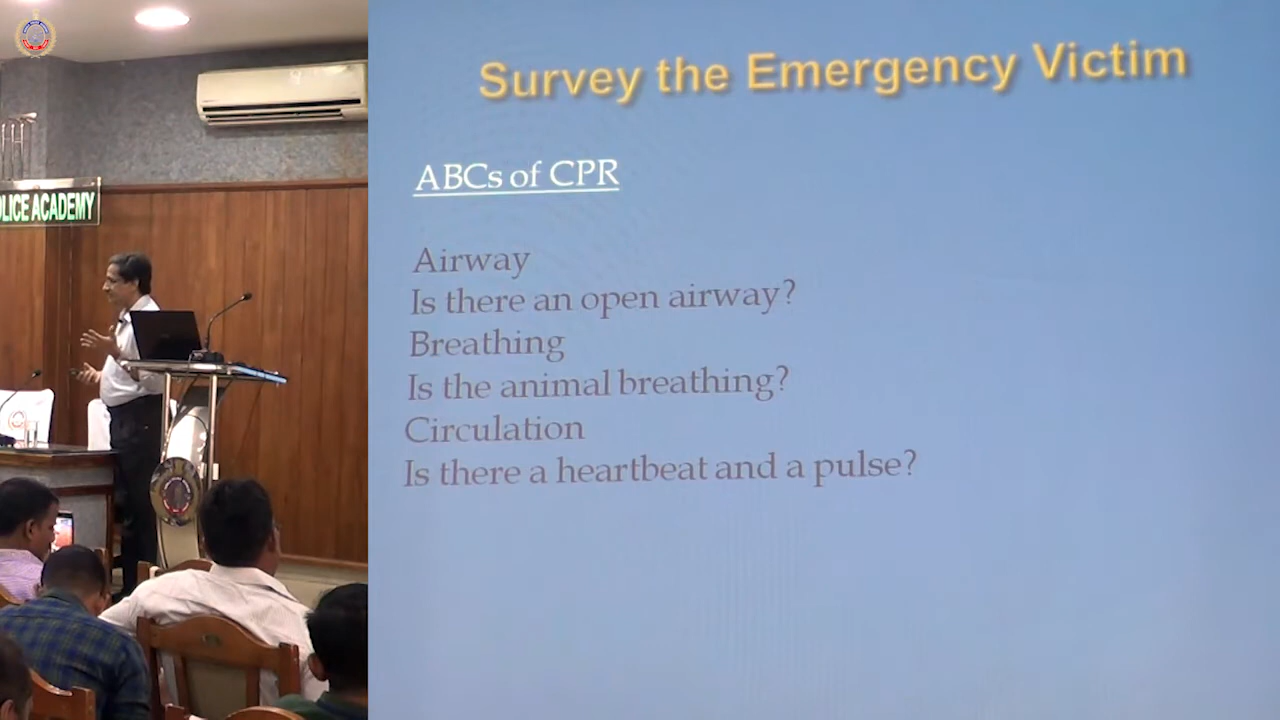 LICE ACADEMY
Survey the Emergency Victim
ABCs of CPR
Airway
Is there an open airway?
Breathing
Is the animal breathing?
Circulation
Is there a heartbeat and a pulse?